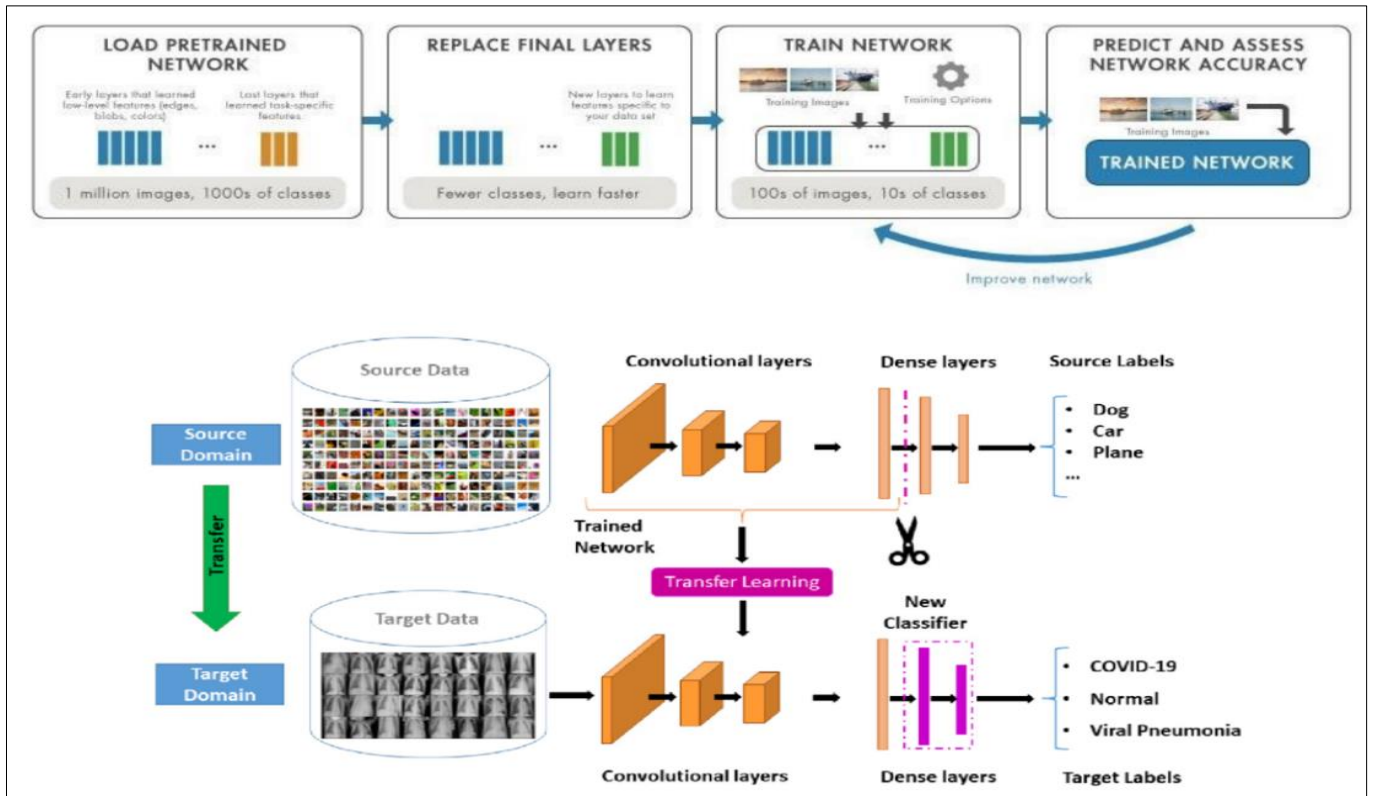 LOAD PRETRAINED
NETWORK
Early layers that learned
low-level features (edges,
blobs, colors)
Last layers that
learned task-specific
features
...
1 million images, 1000s of classes
REPLACE FINAL LAYERS
New layers to learn
features specific to
your data set
...
Fewer classes, learn faster
TRAIN NETWORK
Training Images
Training Options
...
100s of images, 10s of classes
PREDICT AND ASSESS
NETWORK ACCURACY
Training Images
TRAINED NETWORK
Improve network
Source Data
Convolutional layers
Dense layers
Source Labels
Source
Domain
• Dog
• Car
• Plane
...
Transfer
Trained
Network
Transfer Learning
Target Data
New
Classifier
Target
Domain
• COVID-19
• Normal
• Viral Pneumonia
Convolutional layers
Dense layers
Target Labels